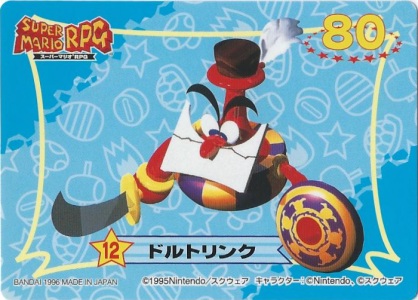 SUPER
MARIO RPG
スーパーマリオRPG
80
12
ドルトリンク
BANDAI 1996 MADE IN JAPAN
©1995Nintendo/スクウェア キャラクター:©Nintendo、©スクウェア